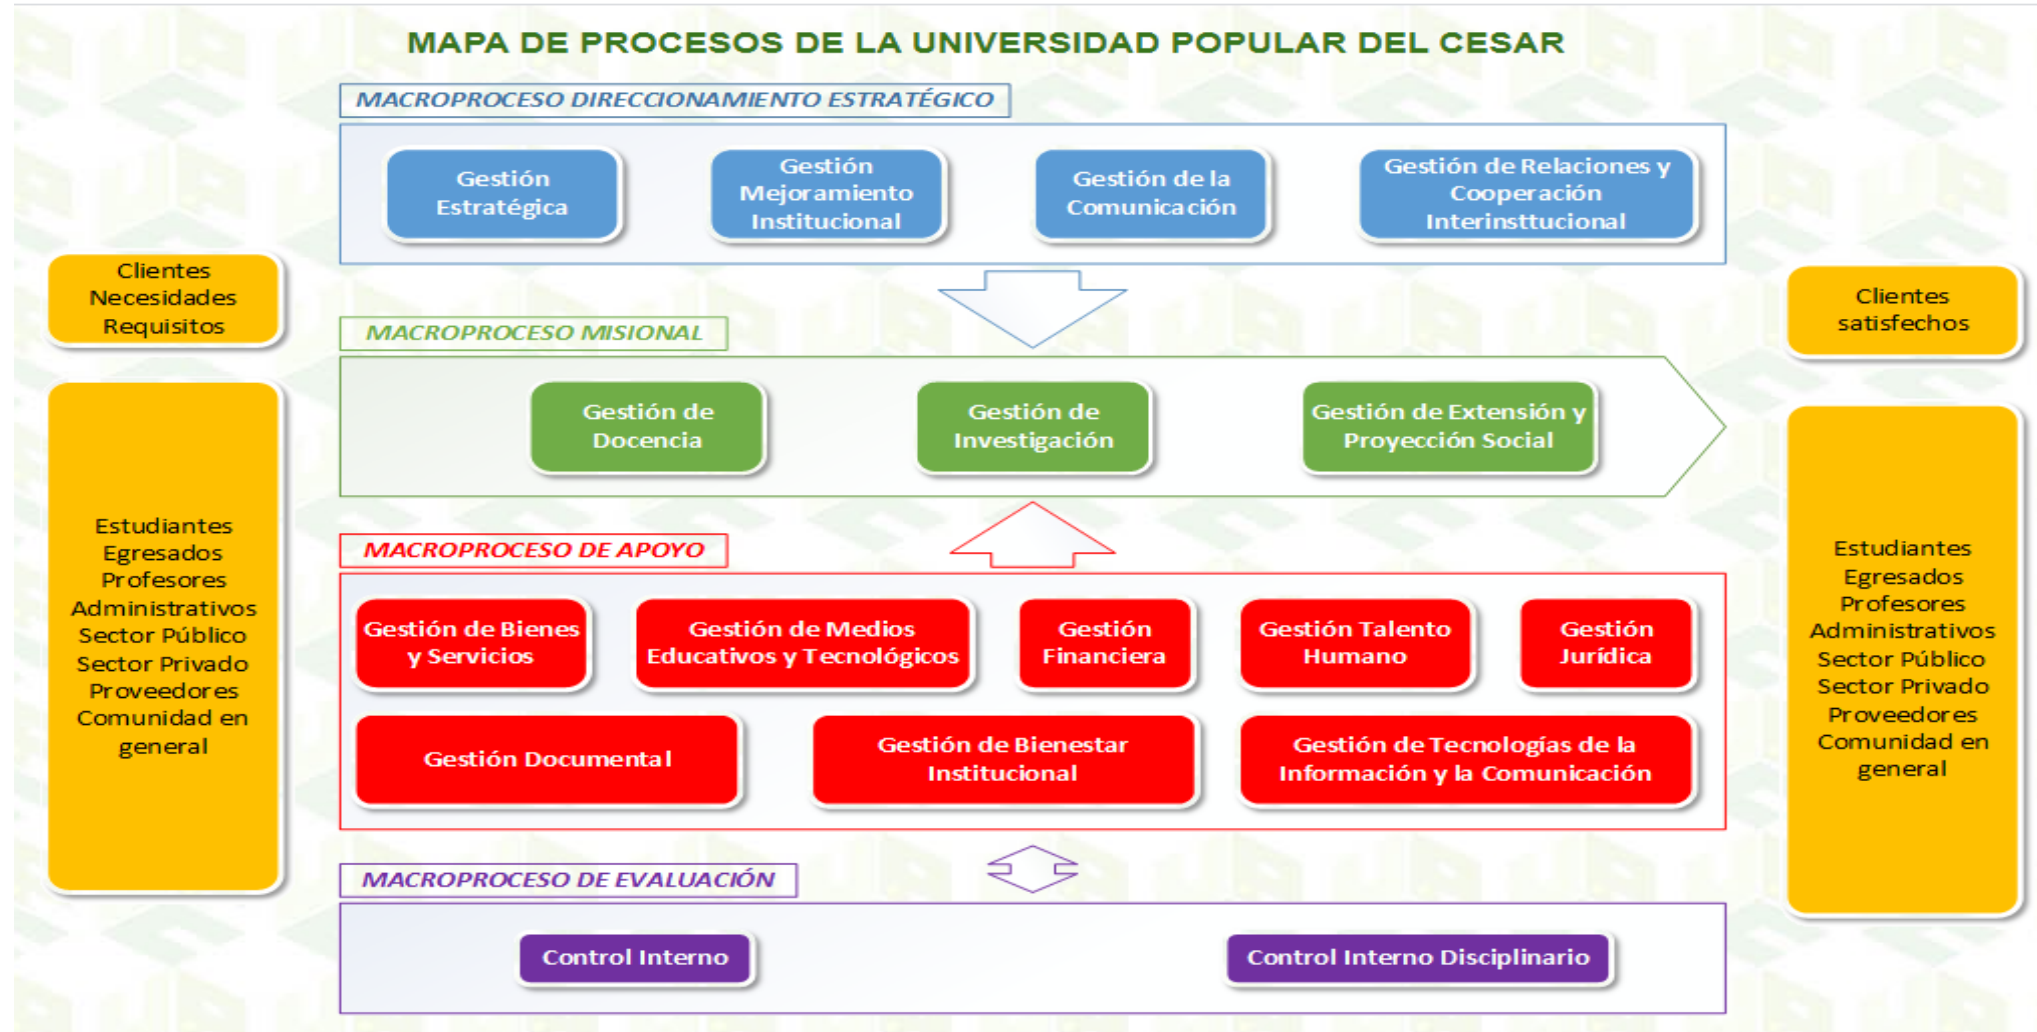 MAPA DE PROCESOS DE LA UNIVERSIDAD POPULAR DEL CESAR
MACROPROCESO DIRECCIONAMIENTO ESTRATÉGICO
Gestión
Estratégica
Gestión
Mejoramiento
Institucional
Gestión de la
Comunicación
Gestión de Relaciones y
Cooperación
Interinsttucional
Clientes
Necesidades
Requisitos
Clientes
satisfechos
MACROPROCESO MISIONAL
Gestión de
Docencia
Gestión de
Investigación
Gestión de Extensión y
Proyección Social
Estudiantes
Egresados
Profesores
Administrativos
Sector Público
Sector Privado
Proveedores
Comunidad en
general
MACROPROCESO DE APOYO
Gestión de Bienes
y Servicios
Gestión de Medios
Educativos y Tecnológicos
Gestión
Financiera
Gestión Talento
Humano
Gestión
Jurídica
Gestión Documental
Gestión de Bienestar
Institucional
Gestión de Tecnologías de la
Información y la Comunicación
Estudiantes
Egresados
Profesores
Administrativos
Sector Público
Sector Privado
Proveedores
Comunidad en
general
MACROPROCESO DE EVALUACIÓN
Control Interno
Control Interno Disciplinario